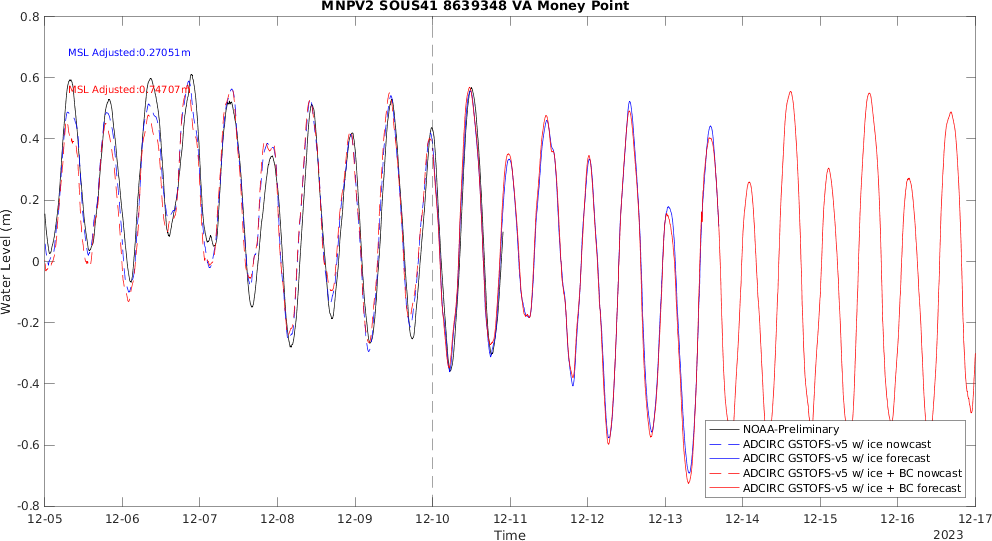 MNPV2 SOUS41 8639348 VA Money Point
0.8
MSL Adjusted:0.27051m
0.6
MSL Adjusted:0.74707m
0.4
0.2
Water Level (m)
0
-0.2
-0.4
NOAA-Preliminary
ADCIRC GSTOFS-v5 w/ ice nowcast
-0.6
ADCIRC GSTOFS-v5 w/ ice forecast
ADCIRC GSTOFS-v5 w/ ice + BC nowcast
ADCIRC GSTOFS-v5 w/ ice + BC forecast
-0.8
12-05 12-06 12-07 12-08 12-09 12-10 12-11 12-12 12-13 12-14 12-15 12-16 12-17
Time
2023